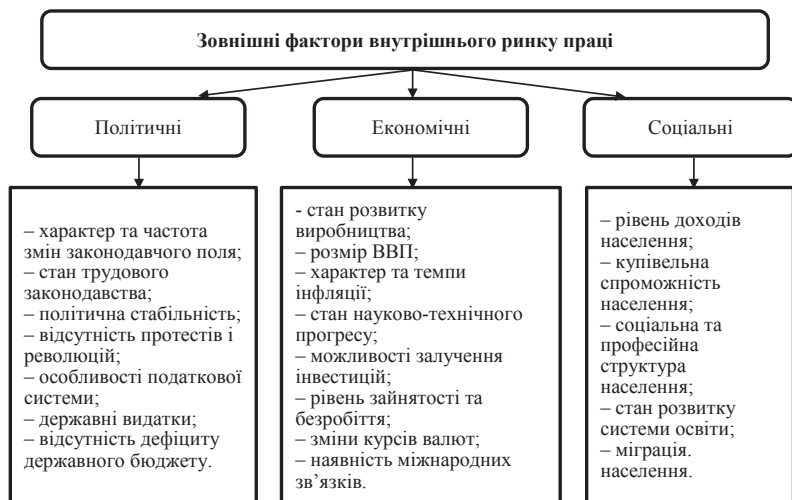 Зовнішні фактори внутрішнього ринку праці
Політичні
Економічні
Соціальні
– характер та частота
змін законодавчого поля;
– стан трудового
законодавства;
– політична стабільність;
– відсутність протестів і
революцій;
– особливості податкової
системи;
– державні видатки;
– відсутність дефіциту
державного бюджету.
- стан розвитку
виробництва;
– розмір ВВП;
– характер та темпи
інфляції;
– стан науково-технічного
прогресу;
– можливості залучення
інвестицій;
– рівень зайнятості та
безробіття;
– зміни курсів валют;
– наявність міжнародних
зв’язків.
– рівень доходів
населення;
– купівельна
спроможність
населення;
– соціальна та
професійна
структура
населення;
– стан розвитку
системи освіти;
– міграція.
населення.